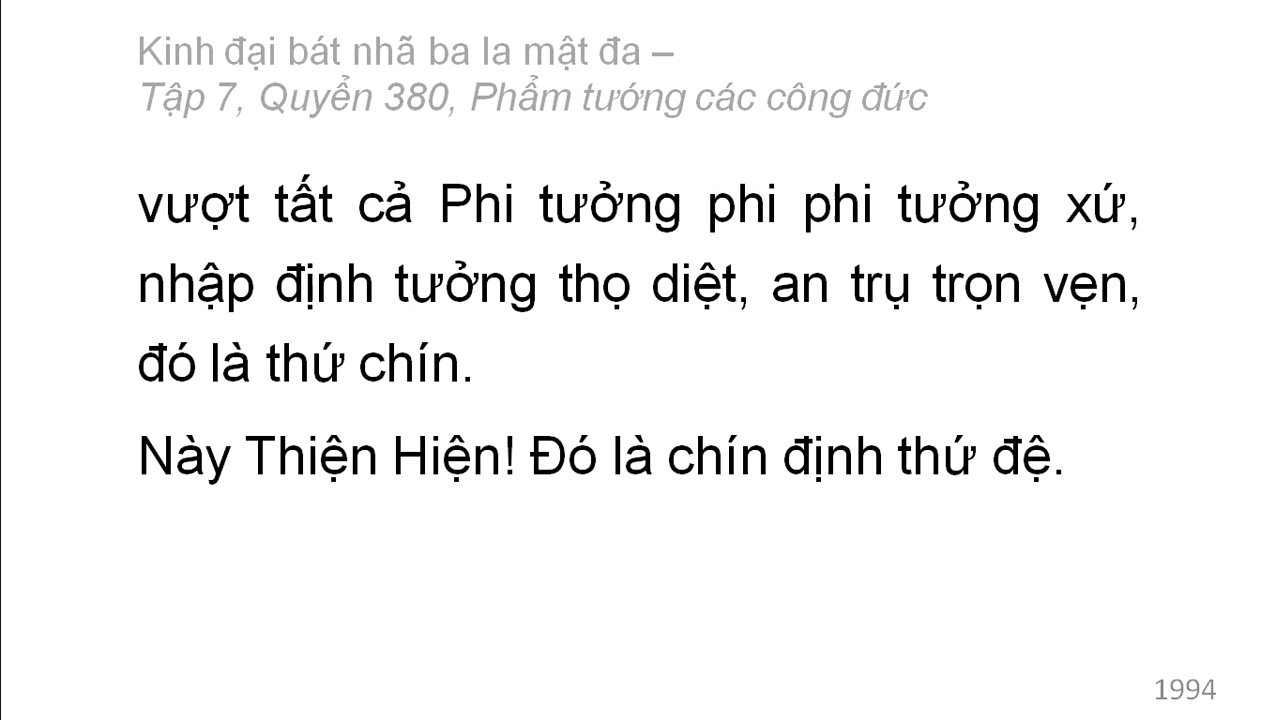 Kinh đại bát nhã ba la mật đa –
Tập 7, Quyển 380, Phẩm tướng các công đức
vượt tất cả Phi tưởng phi phi tưởng xứ,
nhập định tưởng thọ diệt, an trụ trọn vẹn,
đó là thứ chín.
Này Thiện Hiện! Đó là chín định thứ đệ.
1994